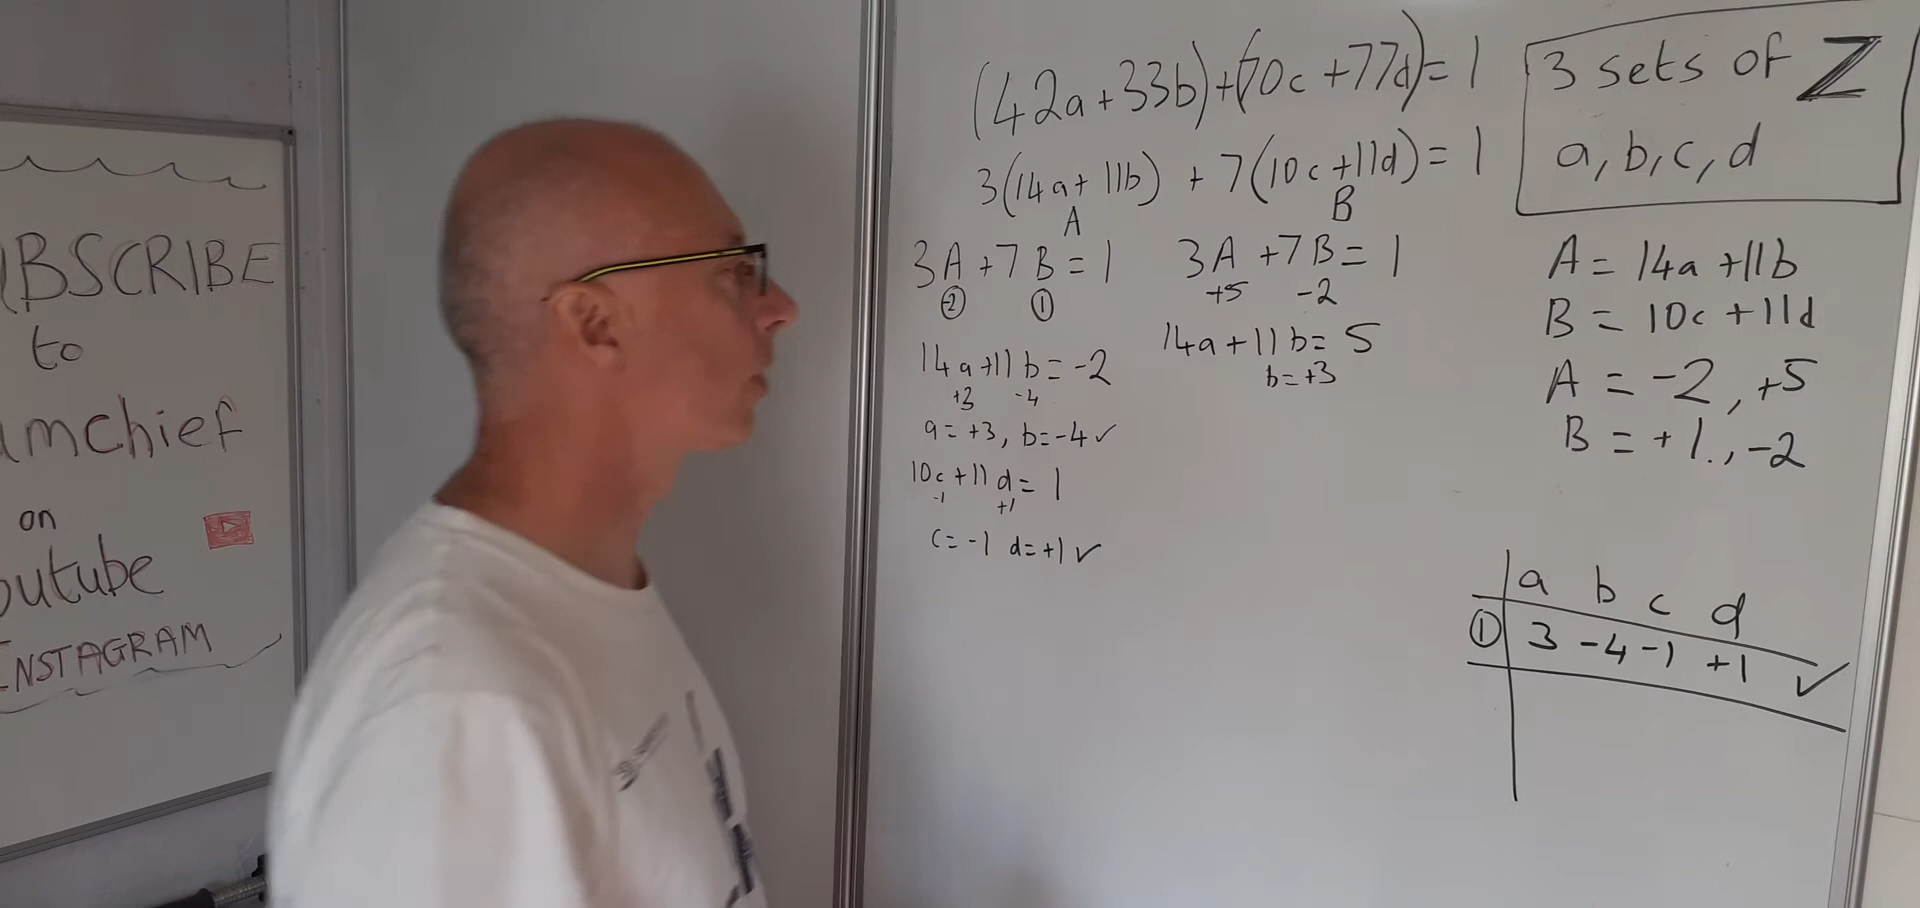 BSCRIBE
to
mchief
on
outube
INSTAGRAM
(42a+33b)+(70c+77d)=1
3(14a+11b) + 7(10c+11d)=1
A B
3A+7B=1
-2 1
14a+11b=-2
+3 -4
a=+3, b=-4✓
10c+11d=1
-1 +1
c=-1 d=+1✓
3A+7B=1
+5 -2
14a+11b=5
b=+3
3 sets of ℤ
a, b, c, d
A=14a+11b
B=10c+11d
A=-2, +5
B=+1., -2
a b c d
① 3 -4 -1 +1 ✓